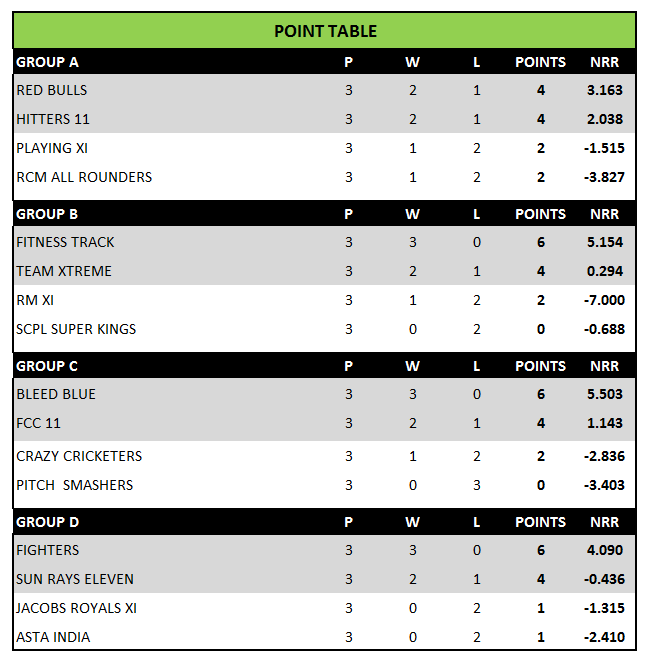 POINT TABLE
GROUP A P W L POINTS NRR
RED BULLS 3 2 1 4 3.163
HITTERS 11 3 2 1 4 2.038
PLAYING XI 3 1 2 2 -1.515
RCM ALL ROUNDERS 3 1 2 2 -3.827
GROUP B P W L POINTS NRR
FITNESS TRACK 3 3 0 6 5.154
TEAM XTREME 3 2 1 4 0.294
RM XI 3 1 2 2 -7.000
SCPL SUPER KINGS 3 0 2 0 -0.688
GROUP C P W L POINTS NRR
BLEED BLUE 3 3 0 6 5.503
FCC 11 3 2 1 4 1.143
CRAZY CRICKETERS 3 1 2 2 -2.836
PITCH  SMASHERS 3 0 3 0 -3.403
GROUP D P W L POINTS NRR
FIGHTERS 3 3 0 6 4.090
SUN RAYS ELEVEN 3 2 1 4 -0.436
JACOBS ROYALS XI 3 0 2 1 -1.315
ASTA INDIA 3 0 2 1 -2.410